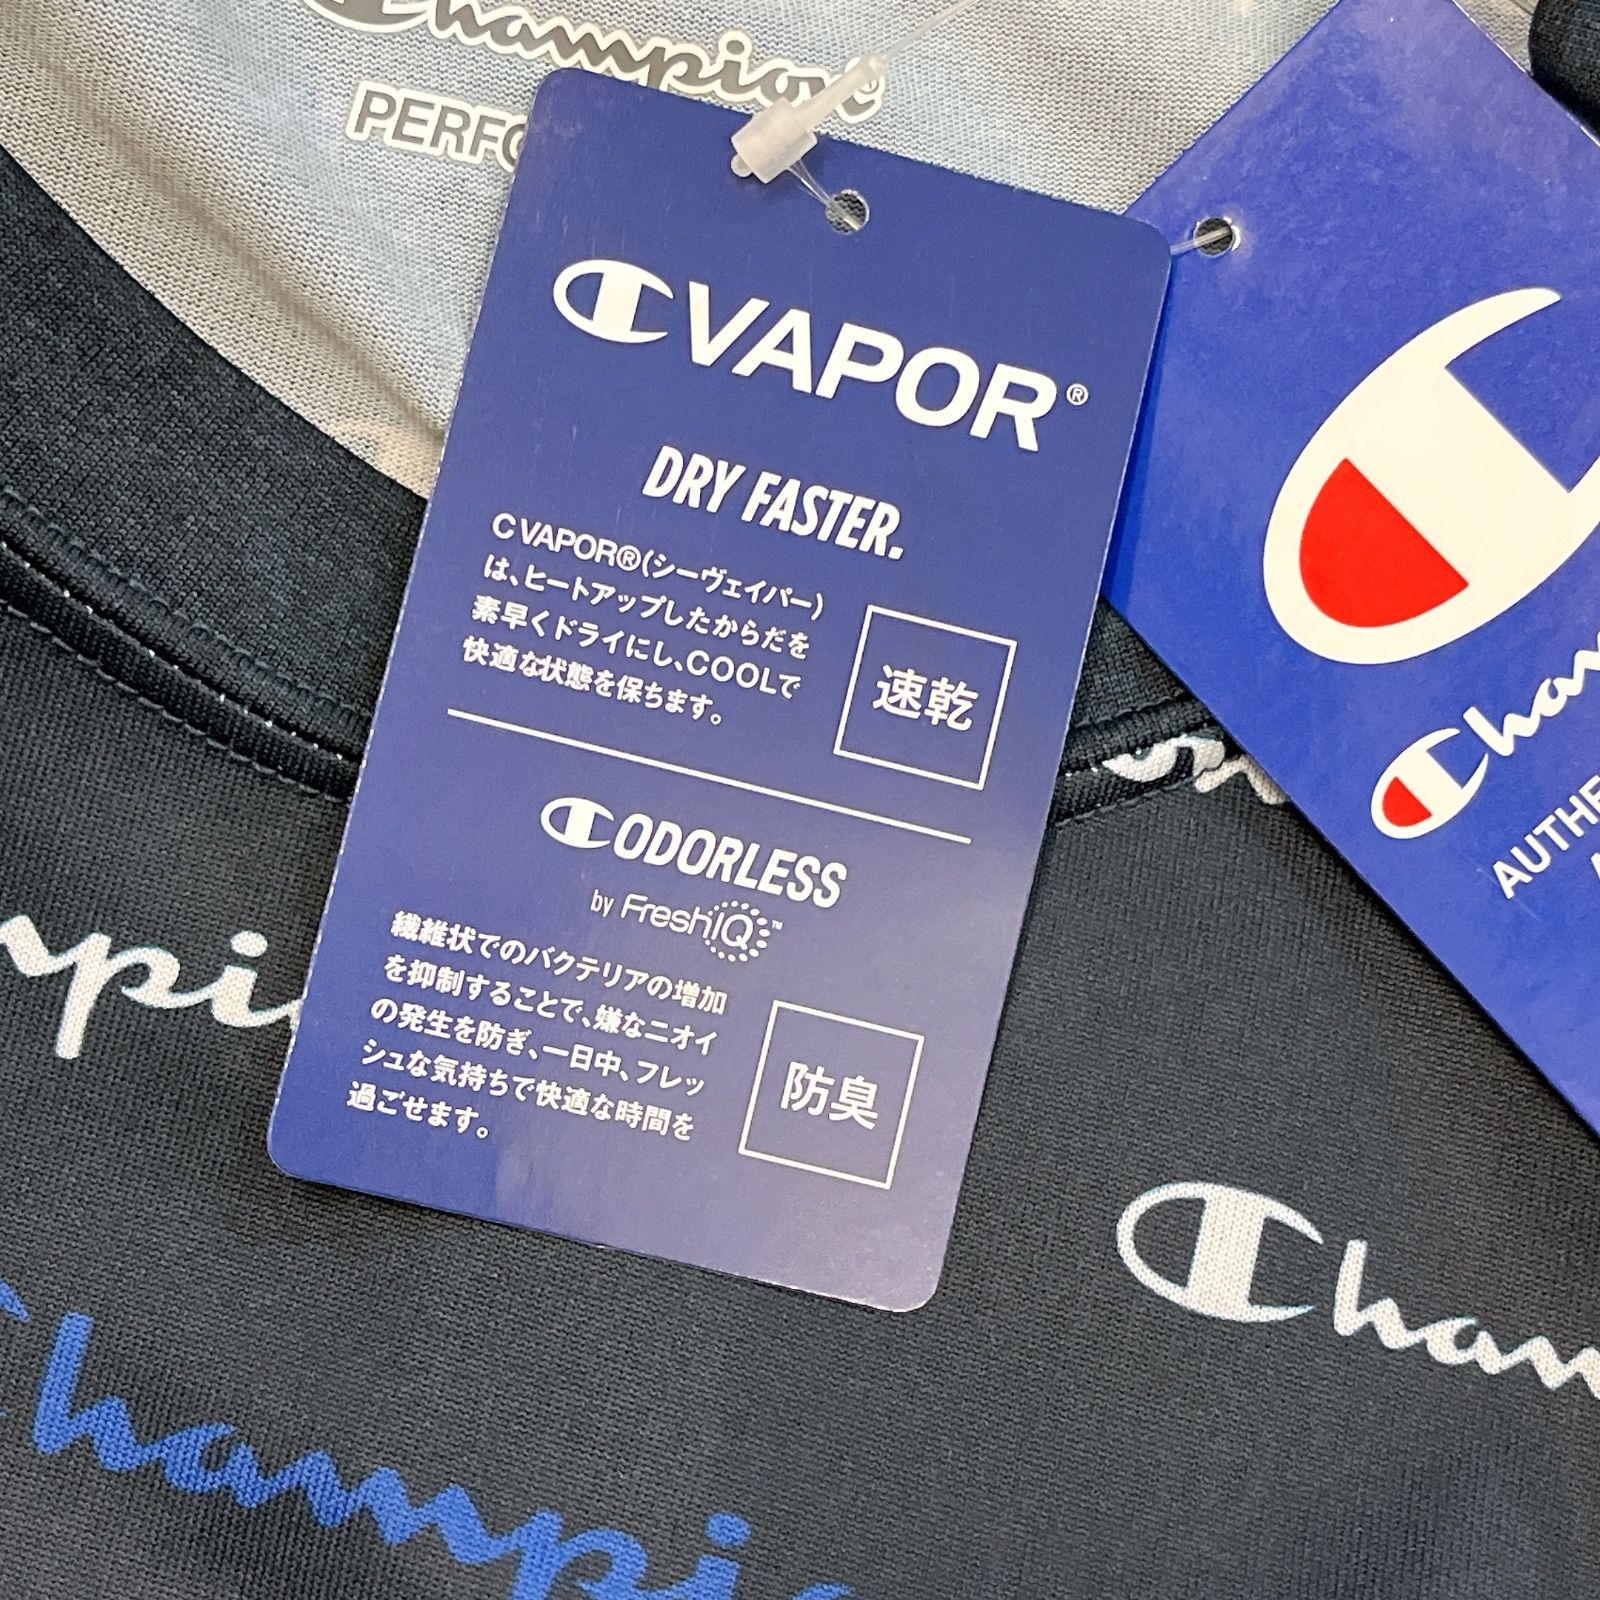 Champion
PERFO
C VAPOR®
DRY FASTER.
C VAPOR®(シーヴェイパー)
は、ヒートアップしたからだを
素早くドライにし、COOLで
快適な状態を保ちます。
速乾
C ODORLESS
by FreshIQ™
繊維状でのバクテリアの増加
を抑制することで、嫌なニオイ
の発生を防ぎ、一日中、フレッ
シュな気持ちで快適な時間を
過ごせます。
防臭
Cham
AUTHE
mpi
Cham
Champi